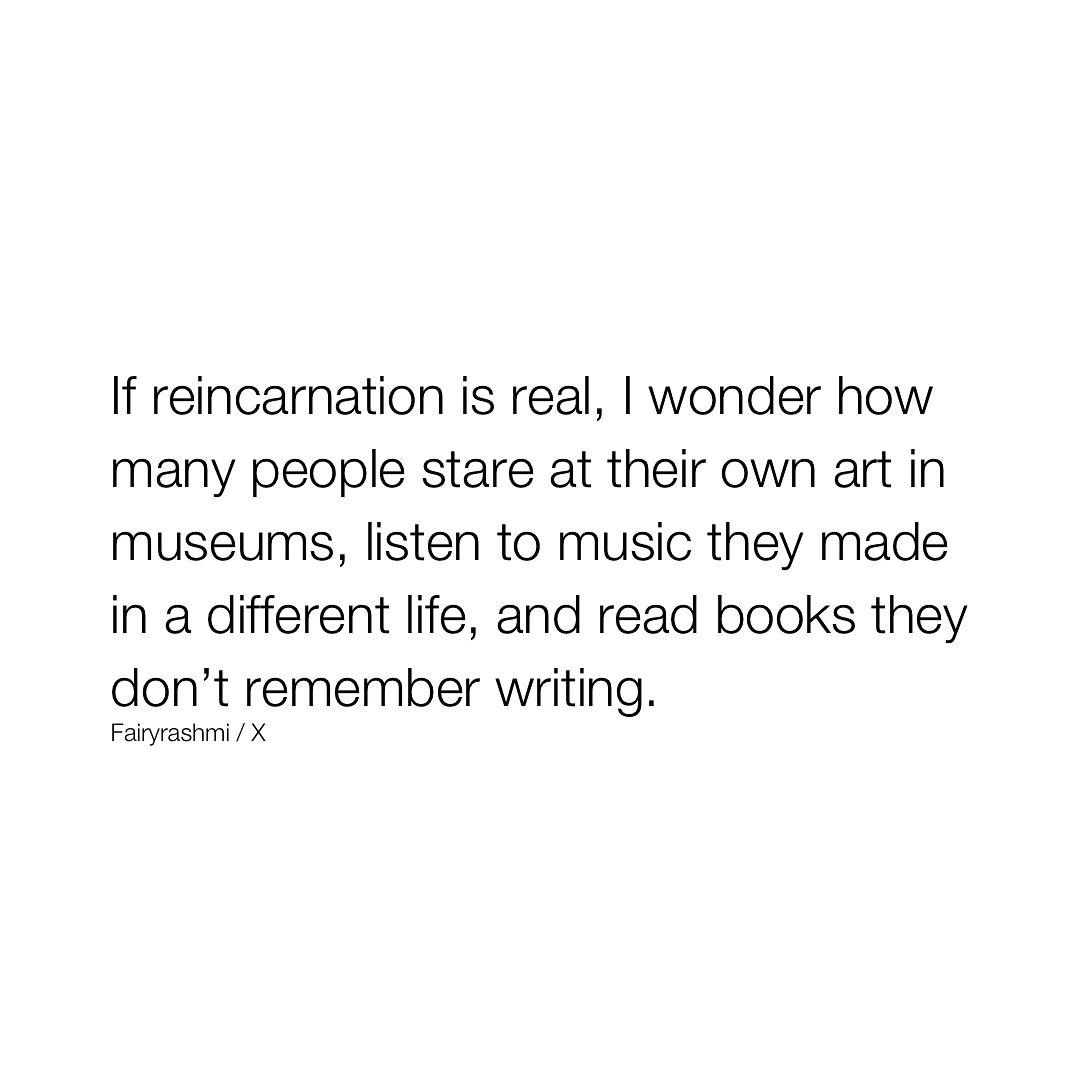 If reincarnation is real, I wonder how
many people stare at their own art in
museums, listen to music they made
in a different life, and read books they
don’t remember writing.
Fairyrashmi / X